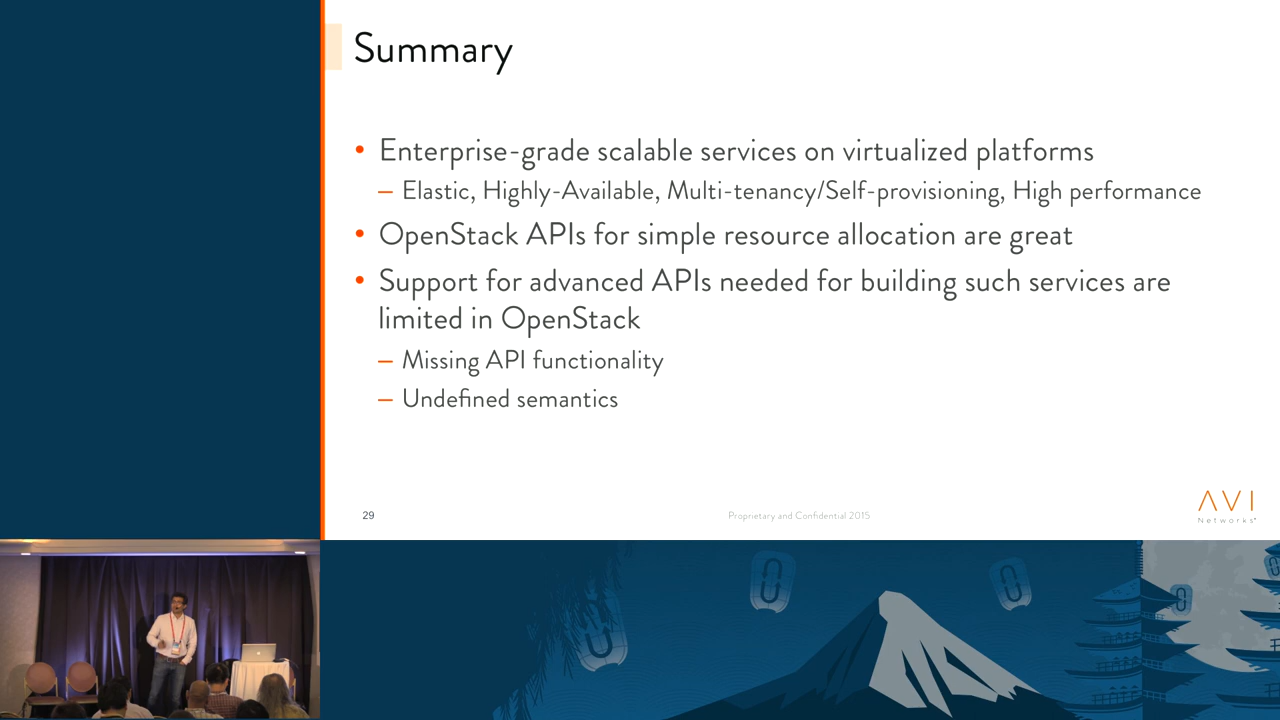 Summary
• Enterprise-grade scalable services on virtualized platforms
– Elastic, Highly-Available, Multi-tenancy/Self-provisioning, High performance
• OpenStack APIs for simple resource allocation are great
• Support for advanced APIs needed for building such services are
limited in OpenStack
– Missing API functionality
– Undefined semantics
29
Proprietary and Confidential 2015
AVI
Networks